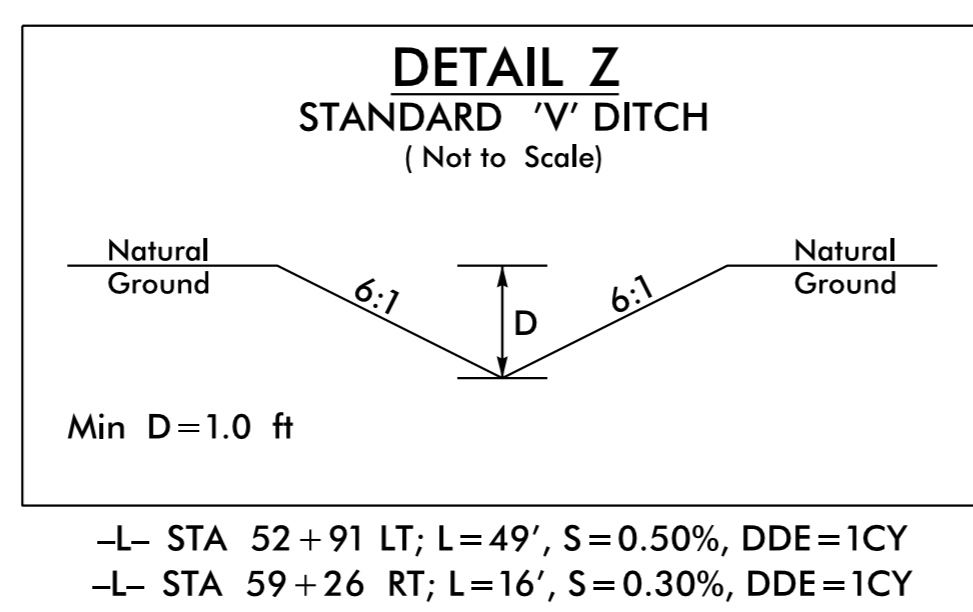 DETAIL Z
STANDARD 'V' DITCH
( Not to Scale)
Natural
Ground
6:1
D
6:1
Natural
Ground
Min D=1.0 ft
-L- STA 52+91 LT; L=49', S=0.50%, DDE=1CY
-L- STA 59+26 RT; L=16', S=0.30%, DDE=1CY